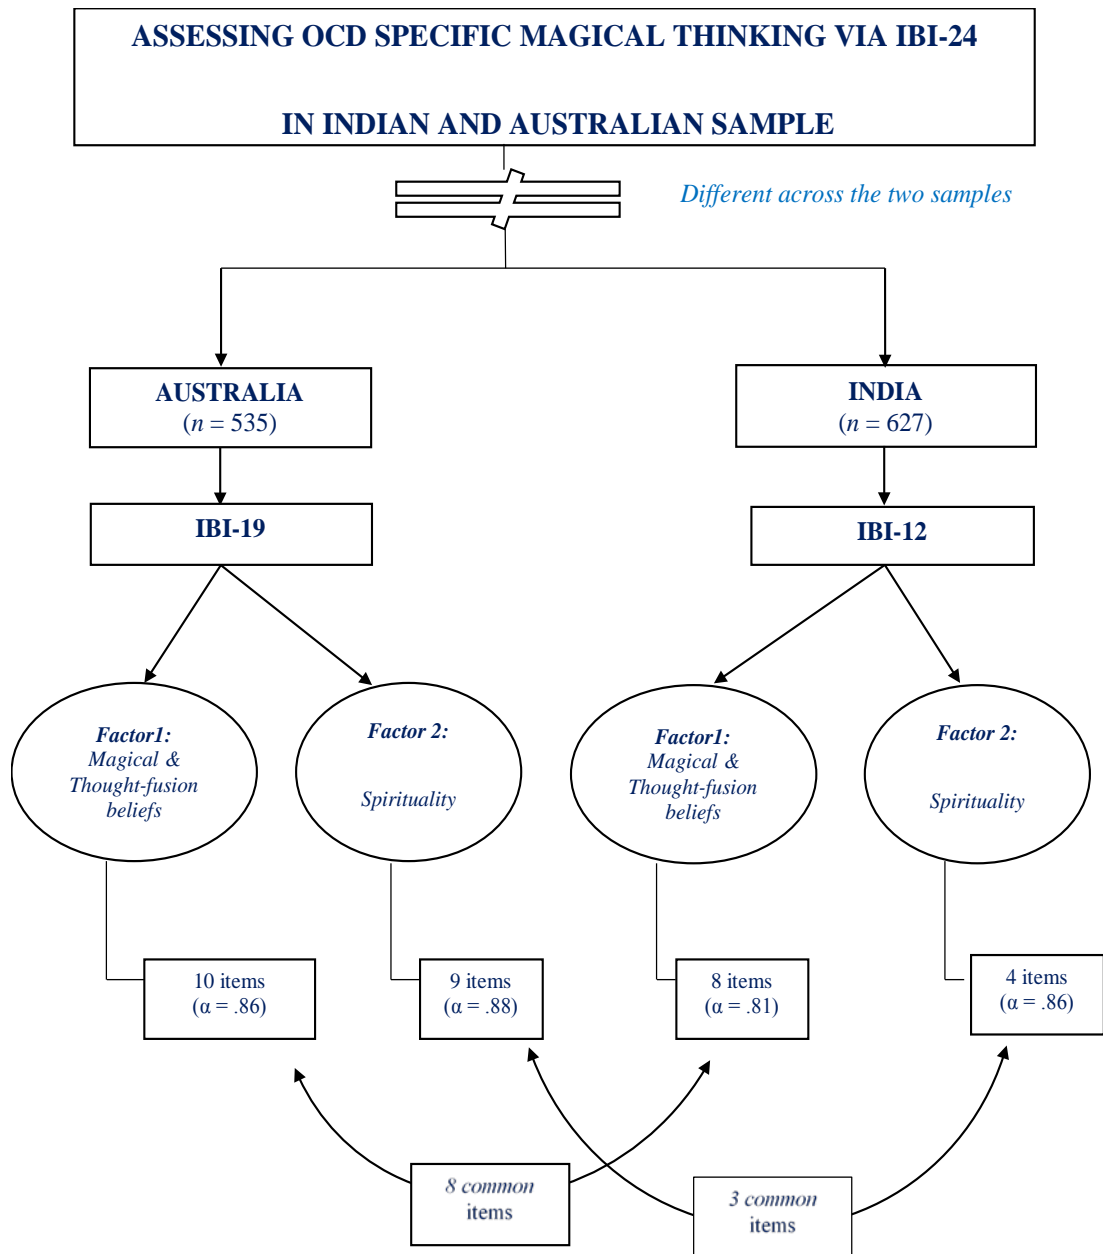 ASSESSING OCD SPECIFIC MAGICAL THINKING VIA IBI-24
IN INDIAN AND AUSTRALIAN SAMPLE
Different across the two samples
AUSTRALIA
(n = 535)
INDIA
(n = 627)
IBI-19
IBI-12
Factor1:
Magical &
Thought-fusion
beliefs
Factor 2:
Spirituality
Factor1:
Magical &
Thought-fusion
beliefs
Factor 2:
Spirituality
10 items
(α = .86)
9 items
(α = .88)
8 items
(α = .81)
4 items
(α = .86)
8 common
items
3 common
items